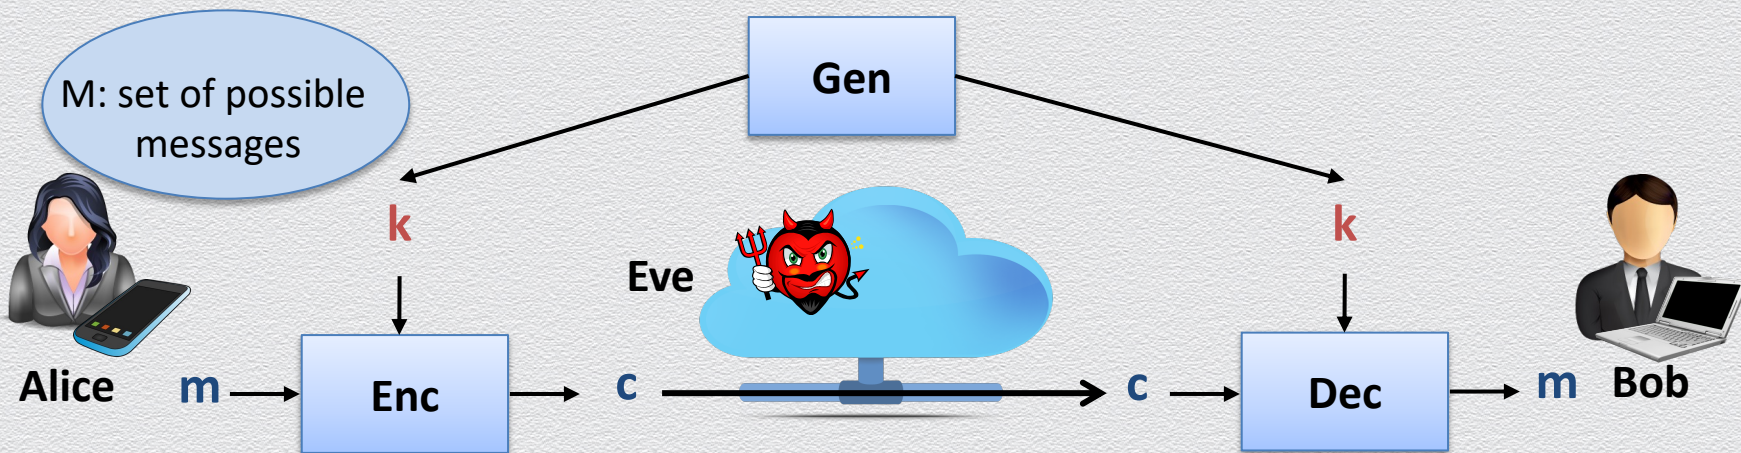 M: set of possible
messages
Gen
k
k
Eve
Alice
m
Enc
c
c
Dec
m
Bob